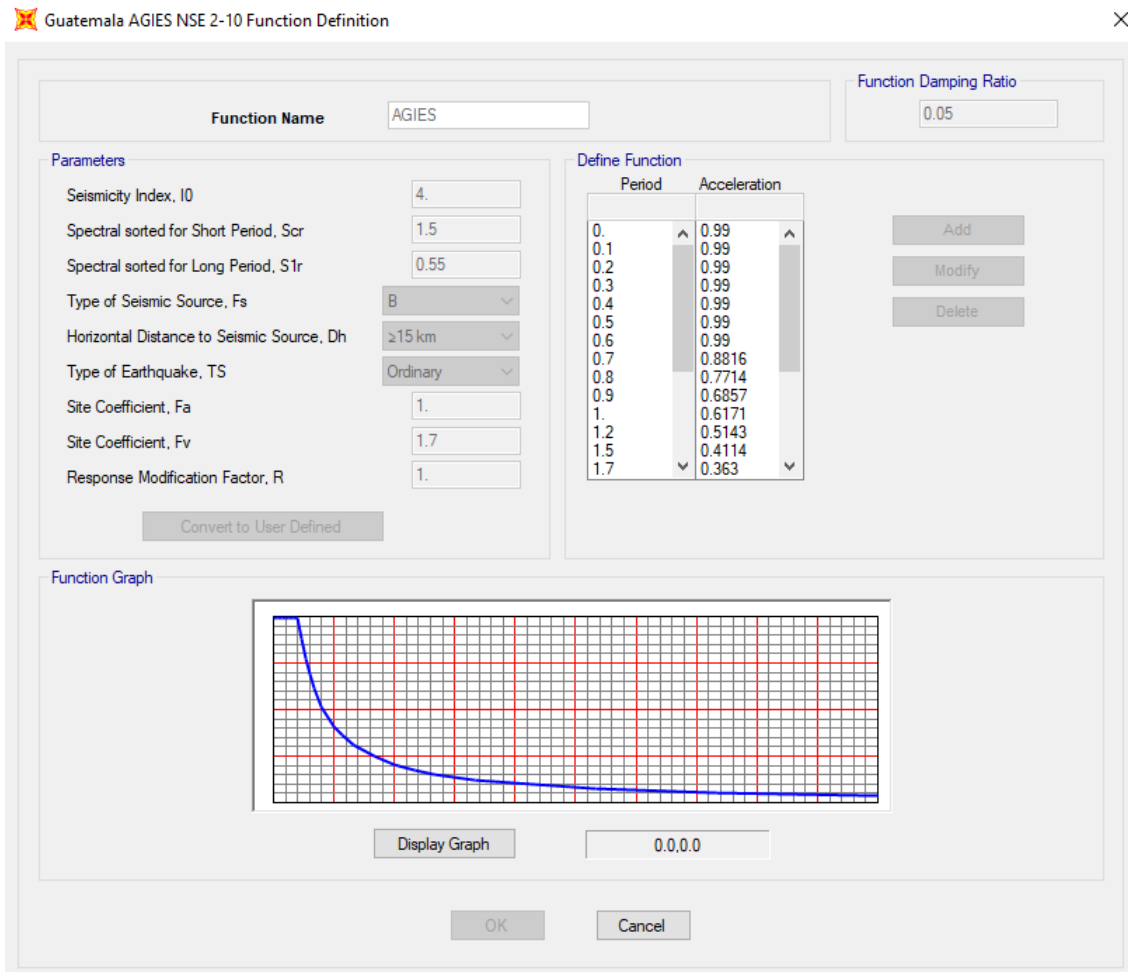 Guatemala AGIES NSE 2-10 Function Definition
Function Damping Ratio
Function Name AGIES
0.05
Parameters
Seismicity Index, I0 4.
Spectral sorted for Short Period, Scr 1.5
Spectral sorted for Long Period, S1r 0.55
Type of Seismic Source, Fs B
Horizontal Distance to Seismic Source, Dh ≥15 km
Type of Earthquake, TS Ordinary
Site Coefficient, Fa 1.
Site Coefficient, Fv 1.7
Response Modification Factor, R 1.
Convert to User Defined
Define Function
Period Acceleration
0. 0.99
0.1 0.99
0.2 0.99
0.3 0.99
0.4 0.99
0.5 0.99
0.6 0.99
0.7 0.8816
0.8 0.7714
0.9 0.6857
1. 0.6171
1.2 0.5143
1.5 0.4114
1.7 0.363
Add
Modify
Delete
Function Graph
Display Graph
0.0,0.0
OK
Cancel